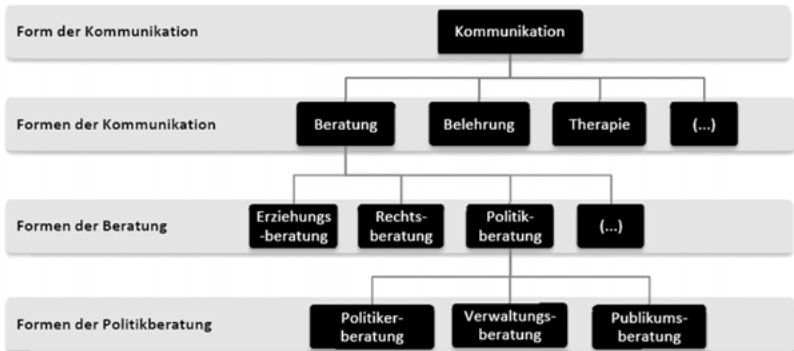 Form der Kommunikation
Kommunikation
Formen der Kommunikation
Beratung
Belehrung
Therapie
(...)
Formen der Beratung
Erziehungs
-beratung
Rechts-
beratung
Politik-
beratung
(...)
Formen der Politikberatung
Politiker-
beratung
Verwaltungs-
beratung
Publikums-
beratung